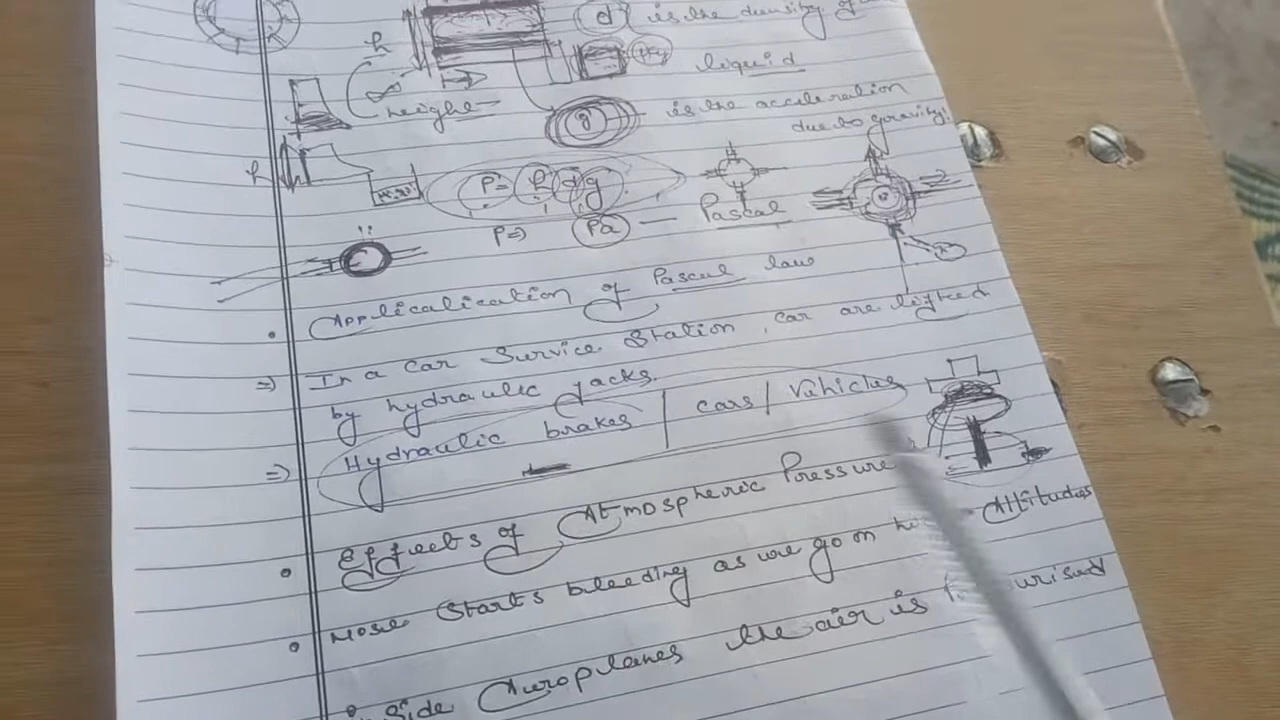 d is the density of
liquid
h
height
g is the acceleration
due to gravity.
h
P = h d g
P => Pa — Pascal
• Applicalication of Pascal law
=> In a car Service Station, car are lifted
by hydraulic jacks.
=> Hydraulic brakes | cars / Vehicles
• Effects of Atmospheric Pressure
• Nose Starts bleeding as we go on Attitudes
side Auroplanes the air is